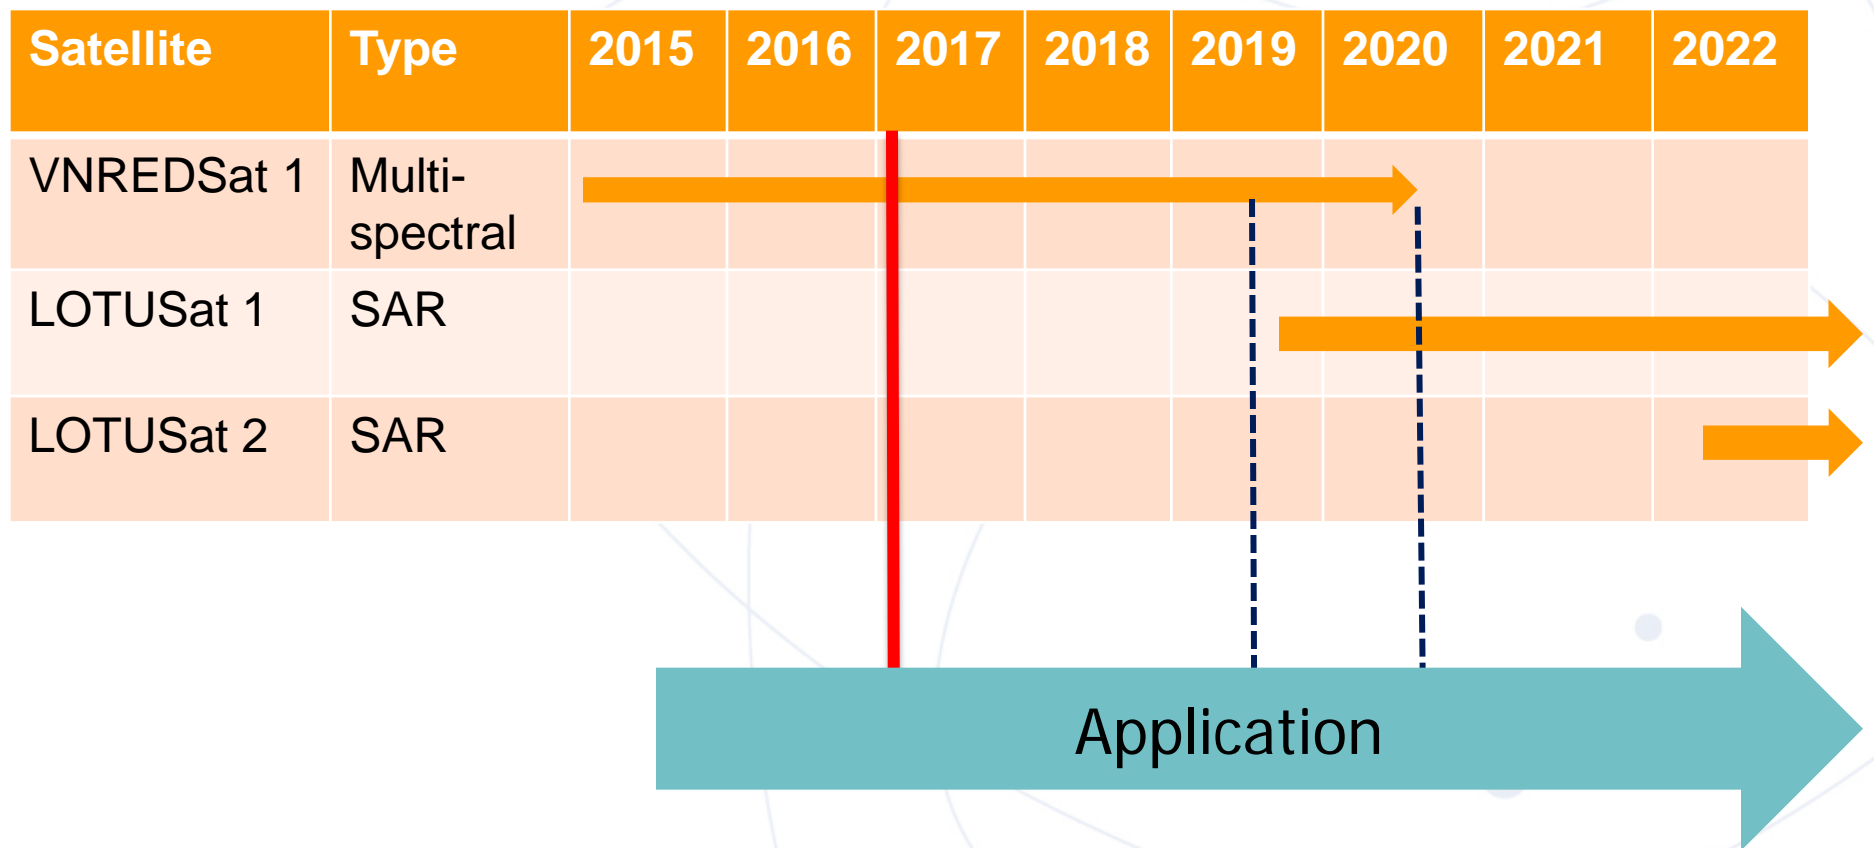 Satellite Type 2015 2016 2017 2018 2019 2020 2021 2022
VNREDSat 1 Multi-
spectral
LOTUSat 1 SAR
LOTUSat 2 SAR
Application